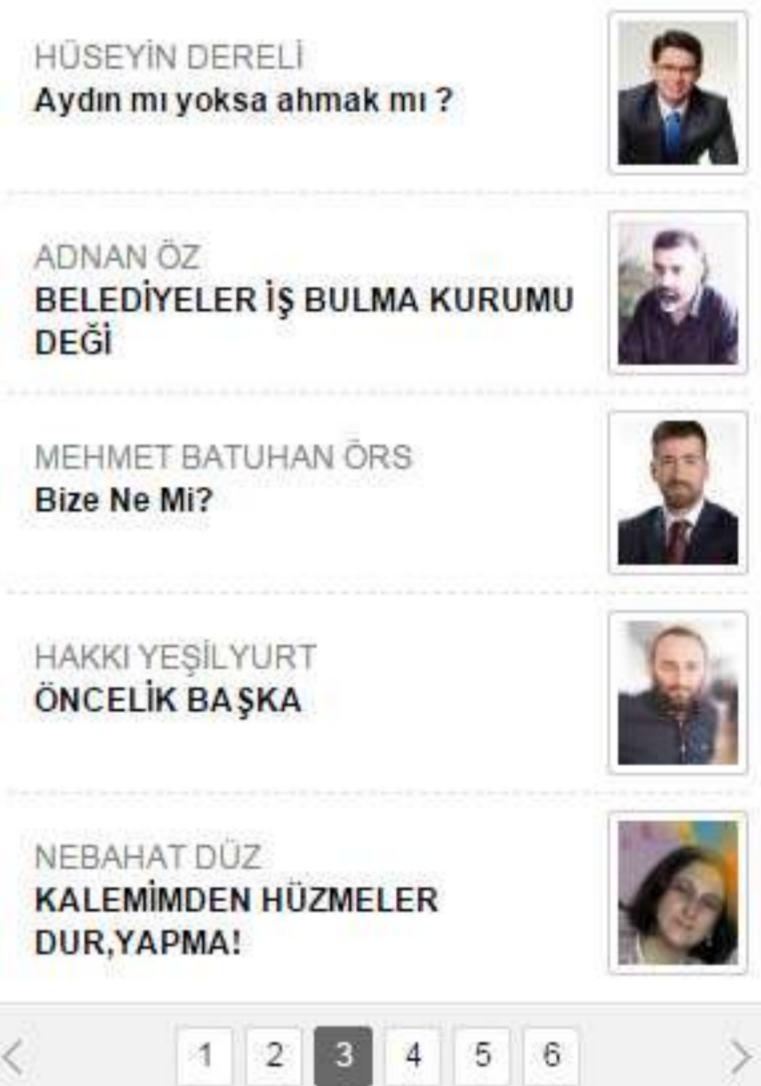 HÜSEYİN DERELİ
Aydın mı yoksa ahmak mı ?
ADNAN ÖZ
BELEDİYELER İŞ BULMA KURUMU
DEĞİ
MEHMET BATUHAN ÖRS
Bize Ne Mi?
HAKKI YEŞİLYURT
ÖNCELİK BAŞKA
NEBAHAT DÜZ
KALEMİMDEN HÜZMELER
DUR,YAPMA!
1 2 3 4 5 6